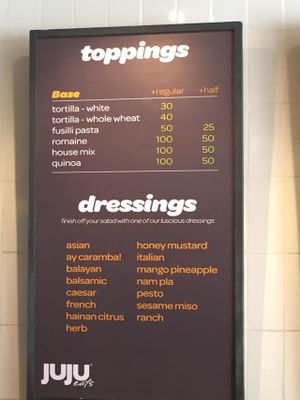 toppings
Base +regular +half
tortilla - white 30
tortilla - whole wheat 40
fusilli pasta 50 25
romaine 100 50
house mix 100 50
quinoa 100 50
dressings
finish off your salad with one of our luscious dressings
asian honey mustard
ay caramba! italian
balayan mango pineapple
balsamic nam pla
caesar pesto
french sesame miso
hainan citrus ranch
herb
JUJU
eats